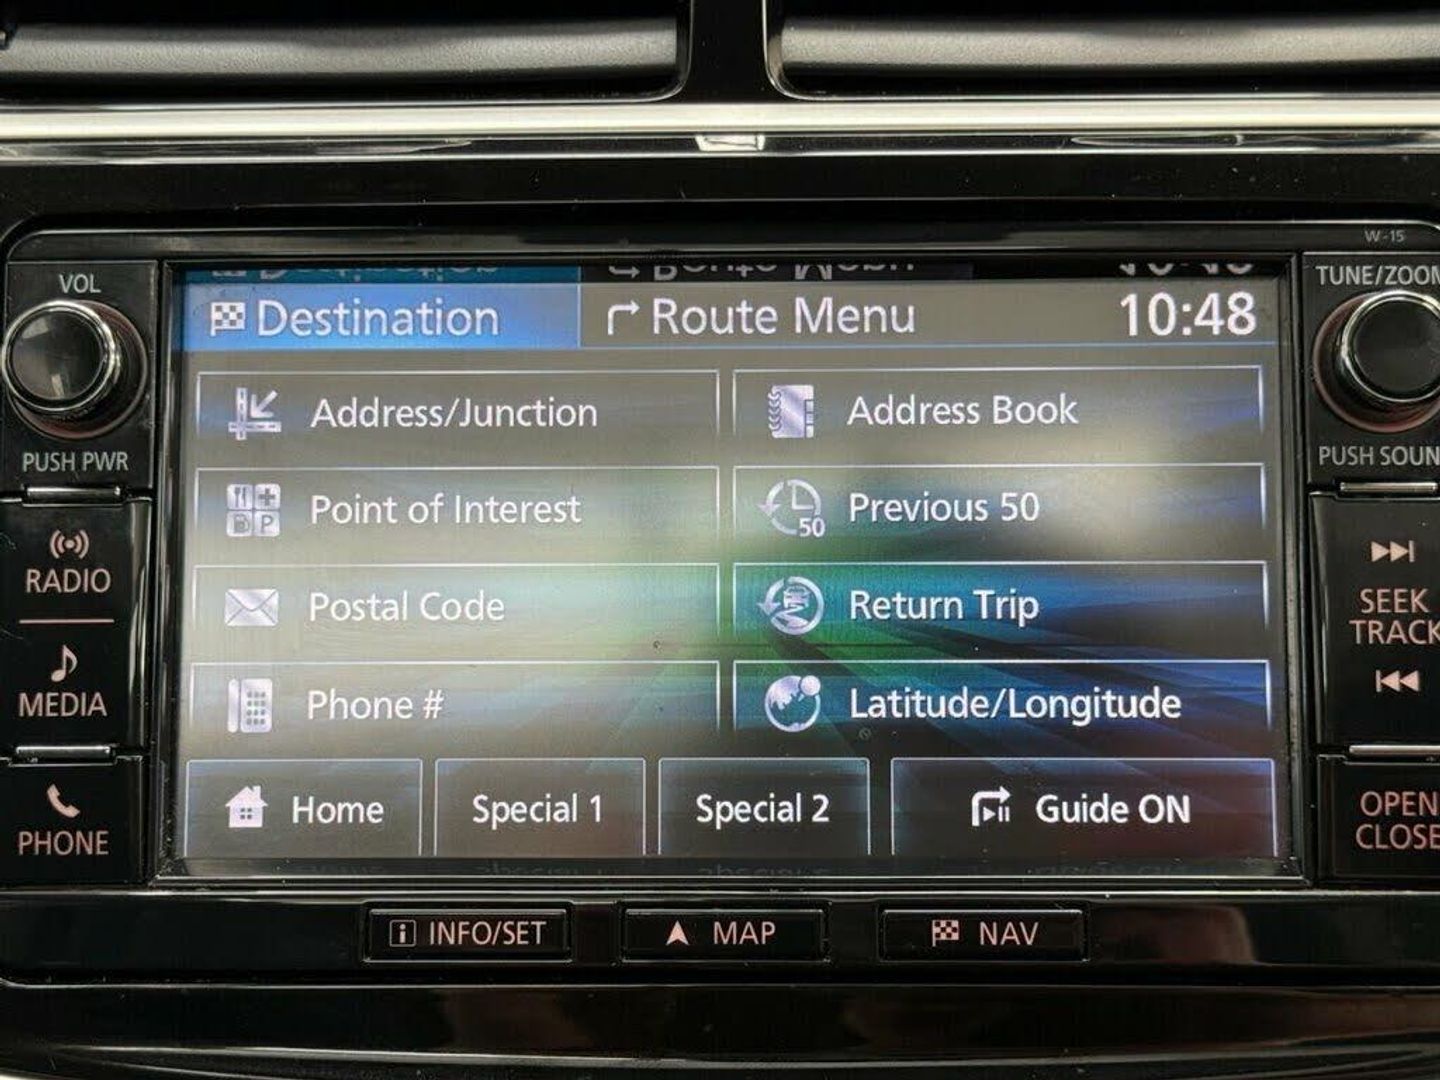 W-15
VOL
PUSH PWR
RADIO
MEDIA
PHONE
Destination
Route Menu
10:48
Address/Junction
Address Book
Point of Interest
Previous 50
50
Postal Code
Return Trip
Phone #
Latitude/Longitude
Home
Special 1
Special 2
Guide ON
TUNE/ZOOM
PUSH SOUN
SEEK
TRACK
OPEN
CLOSE
INFO/SET
MAP
NAV